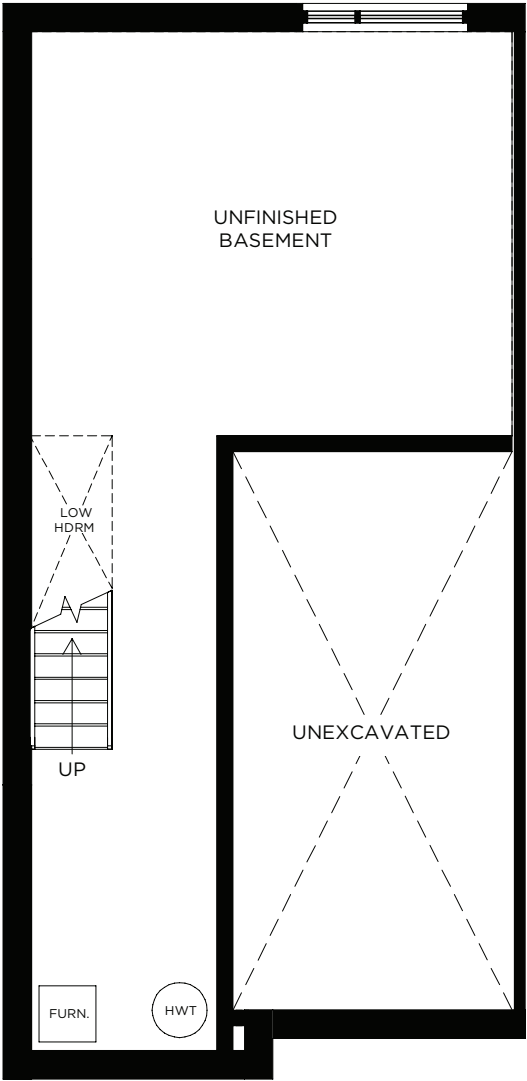 UNFINISHED
BASEMENT
LOW
HDRM
UNEXCAVATED
UP
FURN.
HWT